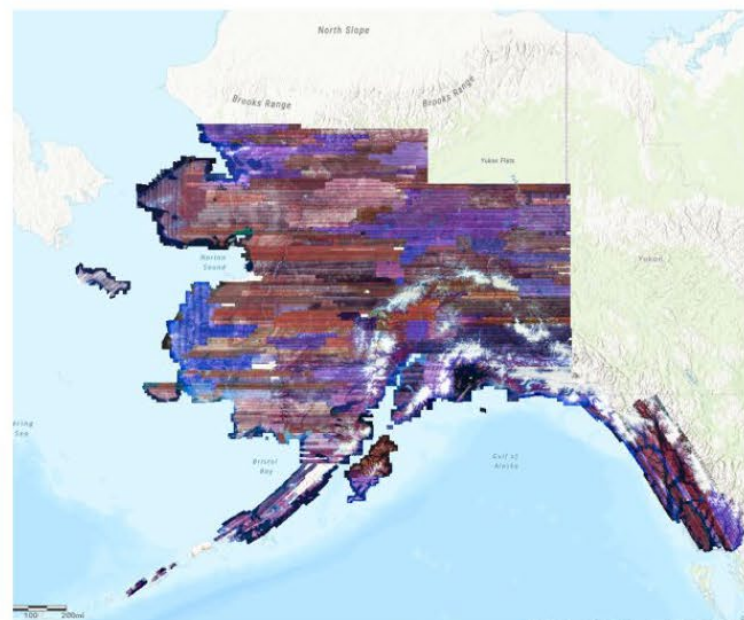 North Slope
Brooks Range
Brooks Range
Yukon Flats
Yukon
Norton
Sound
ering
Sea
Bristol
Bay
Gulf of
Alaska
100
200mi